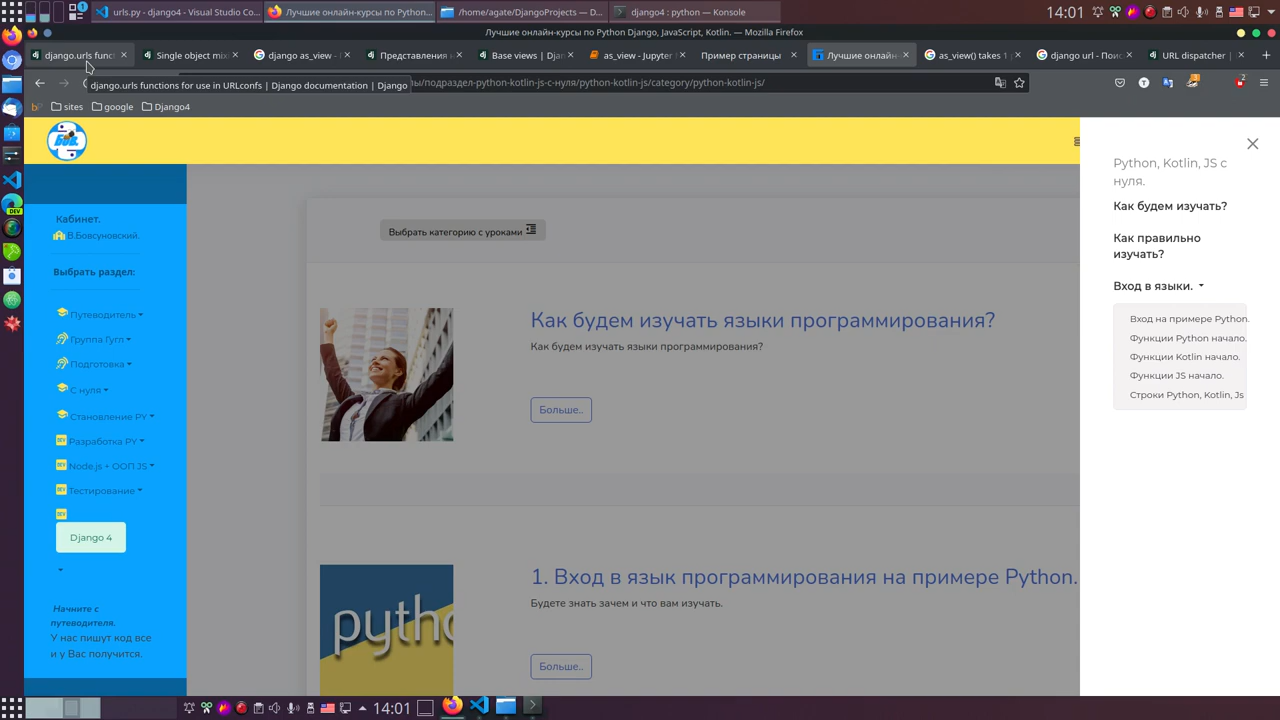 urls.py - django4 - Visual Studio Co...
Лучшие онлайн-курсы по Python...
/home/agate/DjangoProjects — D...
django4 : python — Konsole
14:01
Лучшие онлайн-курсы по Python Django, JavaScript, Kotlin. — Mozilla Firefox
django.urls funct
Single object mix
django as_view - I
Представления
Base views | Djan
as_view - Jupyter
Пример страницы
Лучшие онлайн-
as_view() takes 1
django url - Поис
URL dispatcher |
ы/подраздел-python-kotlin-js-с-нуля/python-kotlin-js/category/python-kotlin-js/
django.urls functions for use in URLconfs | Django documentation | Django
sites
google
Django4
Бов.
Кабинет.
В.Бовсуновский.
Выбрать раздел:
Путеводитель
Группа Гугл
Подготовка
С нуля
Становление PY
Разработка PY
Node.js + ООП JS
Тестирование
Django 4
Начните с
путеводителя.
У нас пишут код все
и у Вас получится.
Выбрать категорию с уроками
Как будем изучать языки программирования?
Как будем изучать языки программирования?
Больше..
1. Вход в язык программирования на примере Python.
Будете знать зачем и что вам изучать.
Больше..
pytho
Python, Kotlin, JS с
нуля.
Как будем изучать?
Как правильно
изучать?
Вход в языки.
Вход на примере Python.
Функции Python начало.
Функции Kotlin начало.
Функции JS начало.
Строки Python, Kotlin, Js
14:01